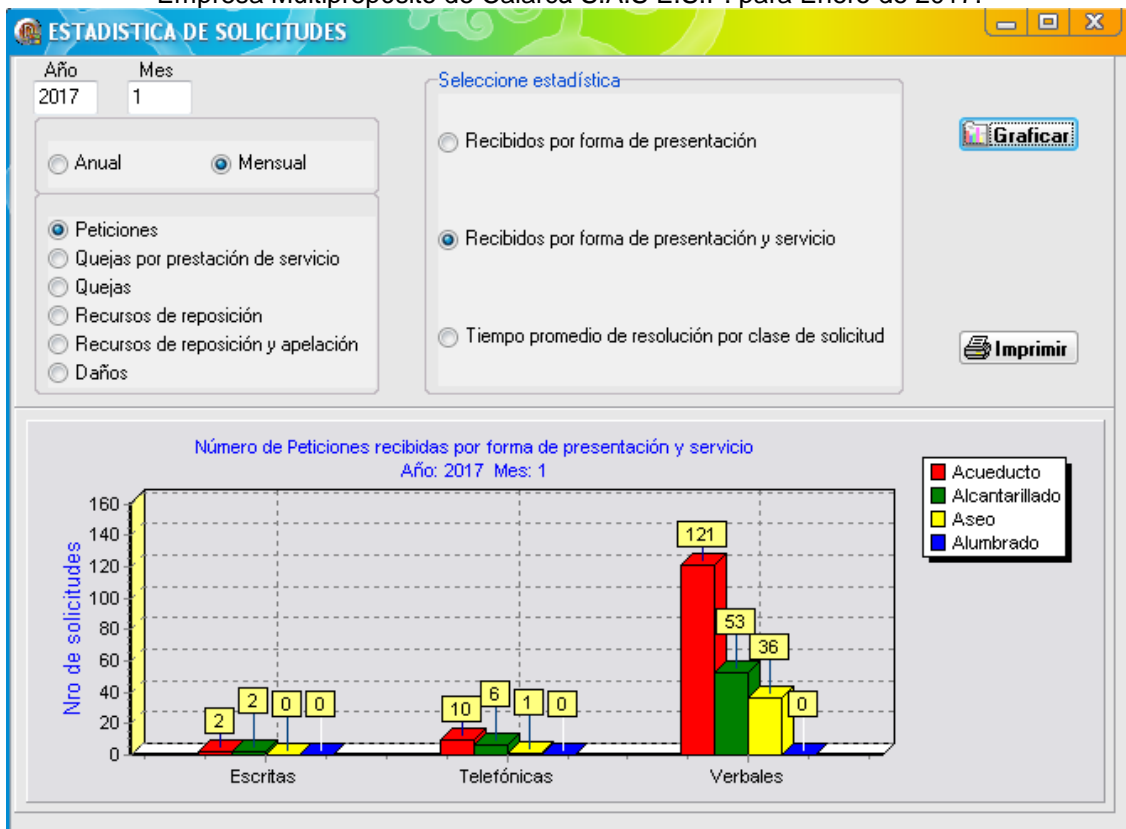 Empresa Multipropósito de Calarcá S.A.S E.S.P. para Enero de 2017.
ESTADISTICA DE SOLICITUDES
Año Mes
2017 1
Anual Mensual
Peticiones
Quejas por prestación de servicio
Quejas
Recursos de reposición
Recursos de reposición y apelación
Daños
Seleccione estadística
Recibidos por forma de presentación
Recibidos por forma de presentación y servicio
Tiempo promedio de resolución por clase de solicitud
Graficar
Imprimir
Número de Peticiones recibidas por forma de presentación y servicio
Año: 2017 Mes: 1
Nro de solicitudes
160
140
120
100
80
60
40
20
0
2 2 0 0
10 6 1 0
121 53 36 0
Escritas Telefónicas Verbales
Acueducto
Alcantarillado
Aseo
Alumbrado